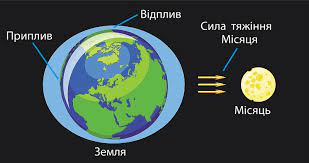 Відплив
Приплив
Сила тяжіння
Місяця
Місяць
Земля